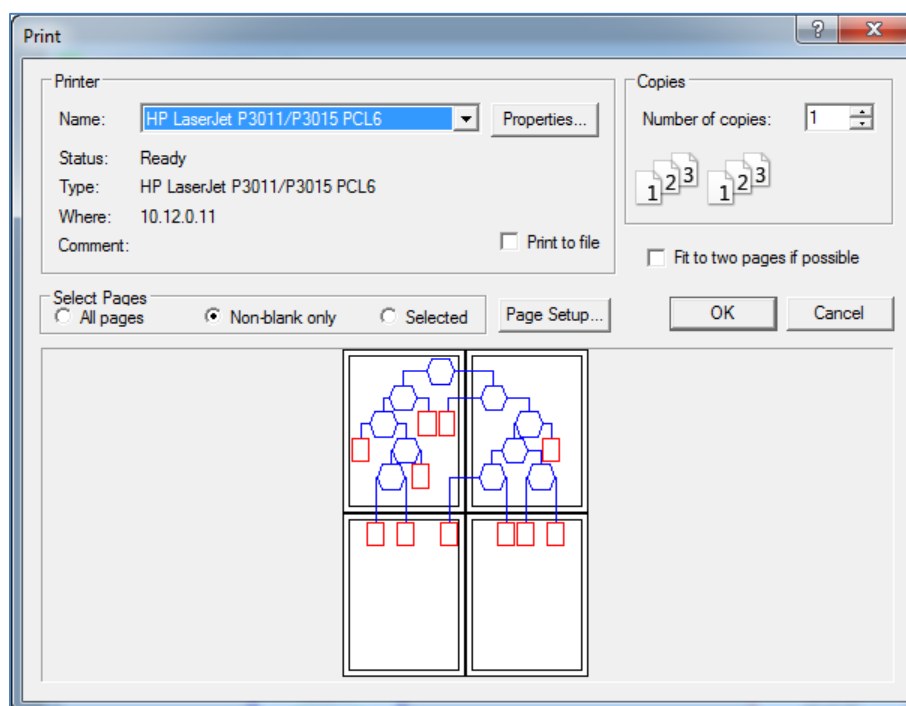 Print
Printer
Name: HP LaserJet P3011/P3015 PCL6 Properties...
Status: Ready
Type: HP LaserJet P3011/P3015 PCL6
Where: 10.12.0.11
Comment:
Print to file
Copies
Number of copies: 1
1 2 3 1 2 3
Fit to two pages if possible
Select Pages
All pages Non-blank only Selected
Page Setup... OK Cancel